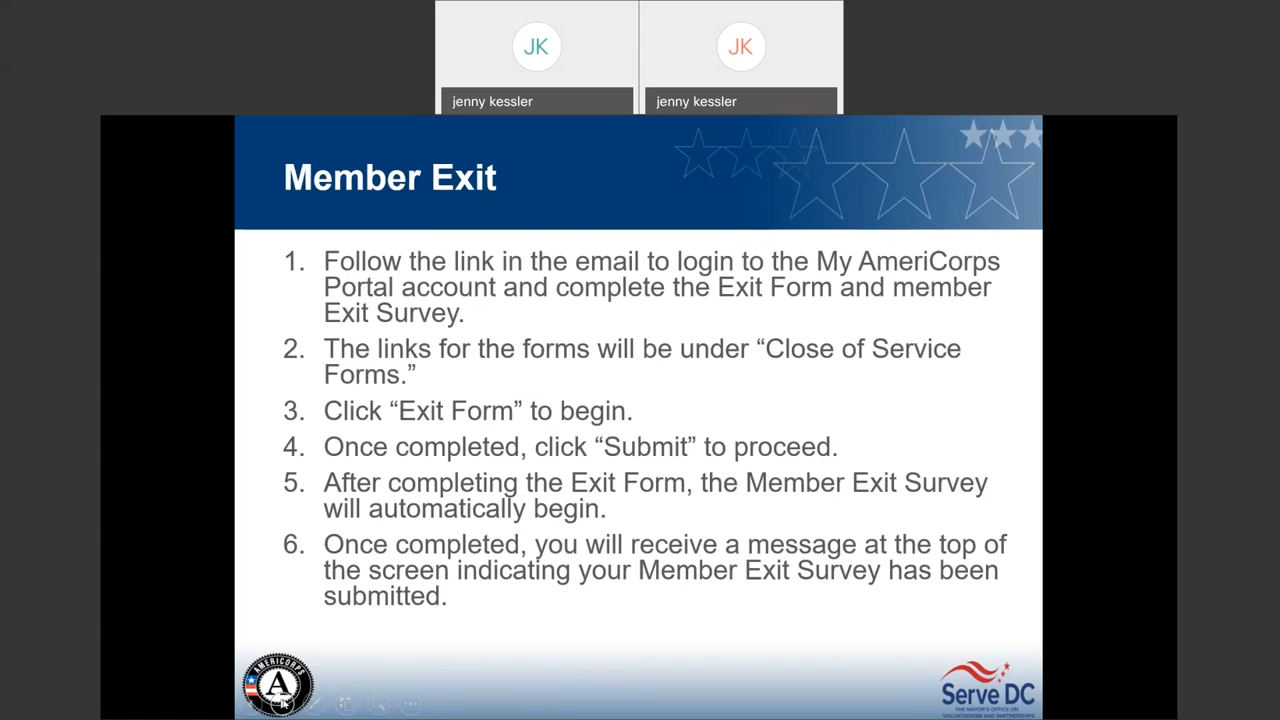 JK
JK
jenny kessler
jenny kessler
Member Exit
1. Follow the link in the email to login to the My AmeriCorps
Portal account and complete the Exit Form and member
Exit Survey.
2. The links for the forms will be under “Close of Service
Forms.”
3. Click “Exit Form” to begin.
4. Once completed, click “Submit” to proceed.
5. After completing the Exit Form, the Member Exit Survey
will automatically begin.
6. Once completed, you will receive a message at the top of
the screen indicating your Member Exit Survey has been
submitted.
AMERICORPS
A
Serve DC
THE MAYOR'S OFFICE ON
VOLUNTEERISM AND PARTNERSHIPS